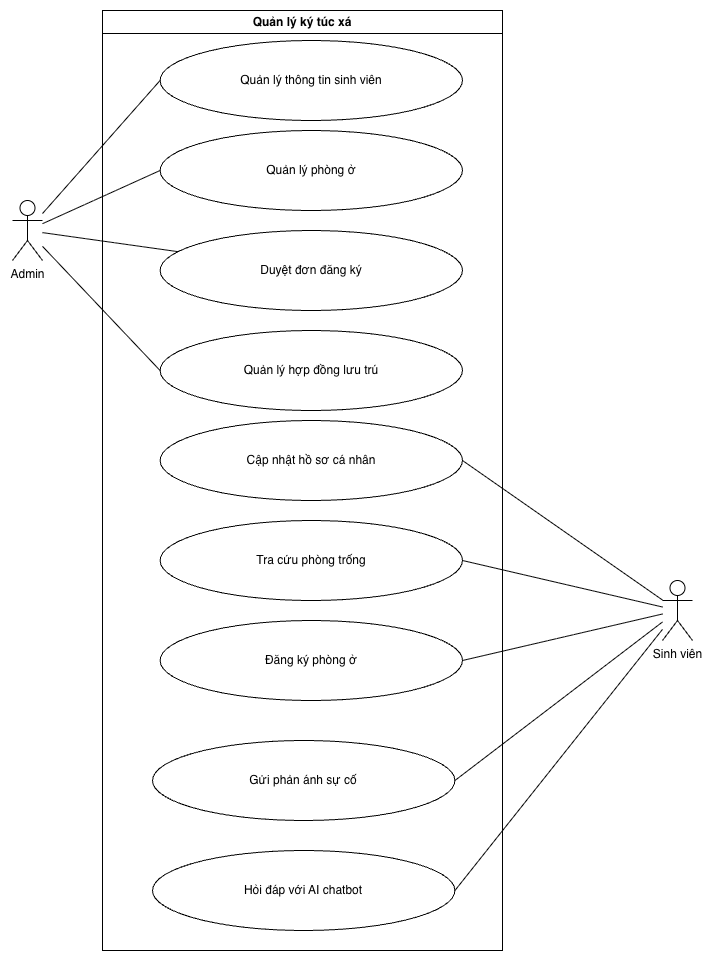 Quản lý ký túc xá
Quản lý thông tin sinh viên
Quản lý phòng ở
Admin
Duyệt đơn đăng ký
Quản lý hợp đồng lưu trú
Cập nhật hồ sơ cá nhân
Tra cứu phòng trống
Sinh viên
Đăng ký phòng ở
Gửi phản ánh sự cố
Hỏi đáp với AI chatbot